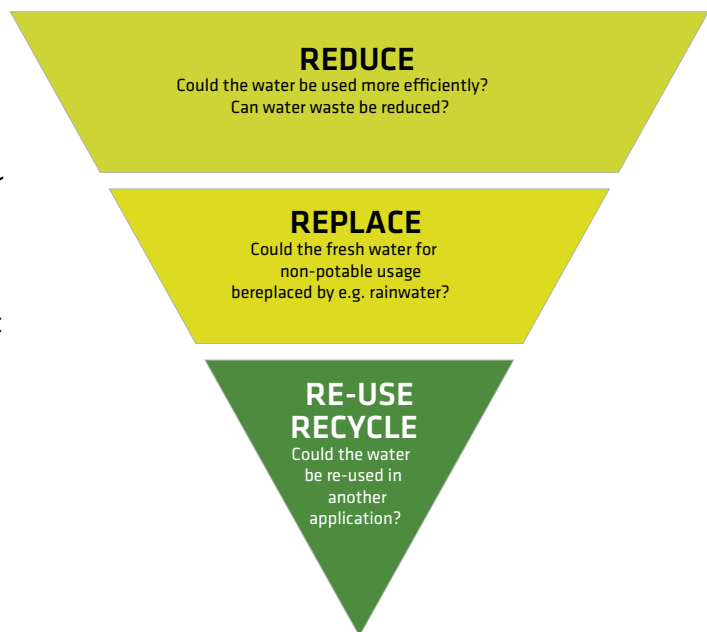 REDUCE
Could the water be used more efficiently?
Can water waste be reduced?
REPLACE
Could the fresh water for
non-potable usage
bereplaced by e.g. rainwater?
RE-USE
RECYCLE
Could the water
be re-used in
another
application?